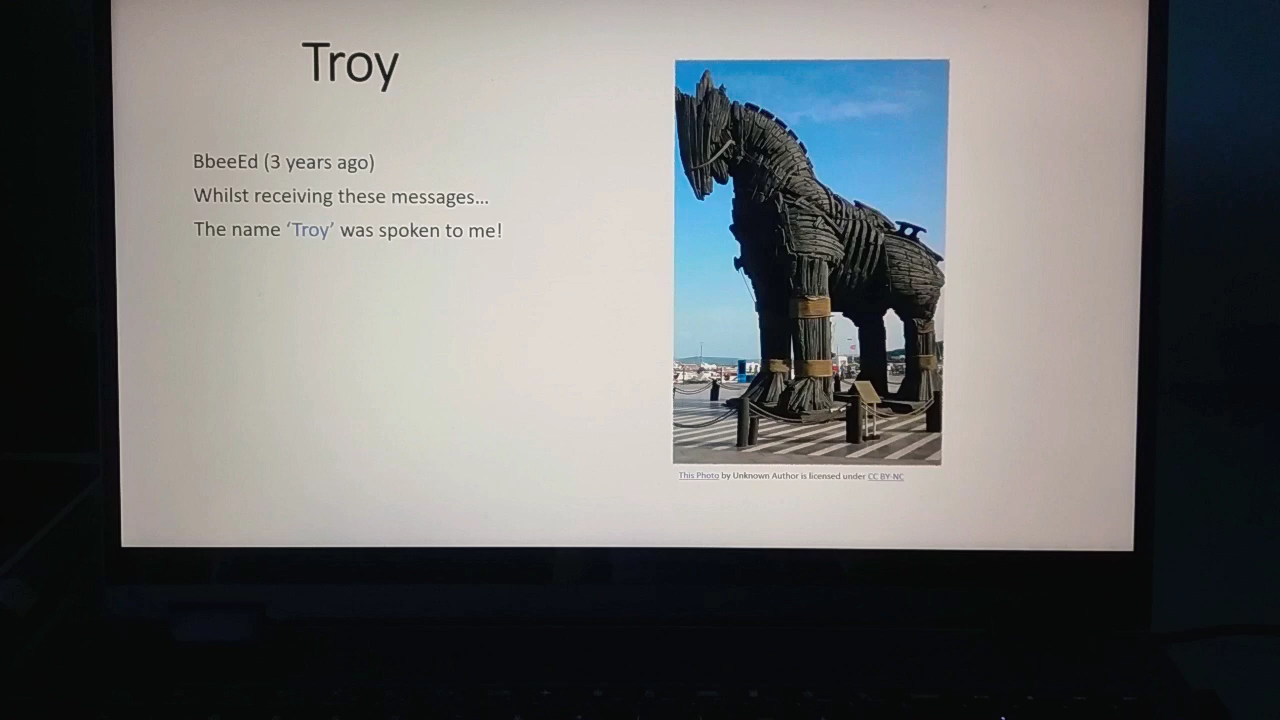 Troy
BbeeEd (3 years ago)
Whilst receiving these messages...
The name ‘Troy’ was spoken to me!
This Photo by Unknown Author is licensed under CC BY-NC